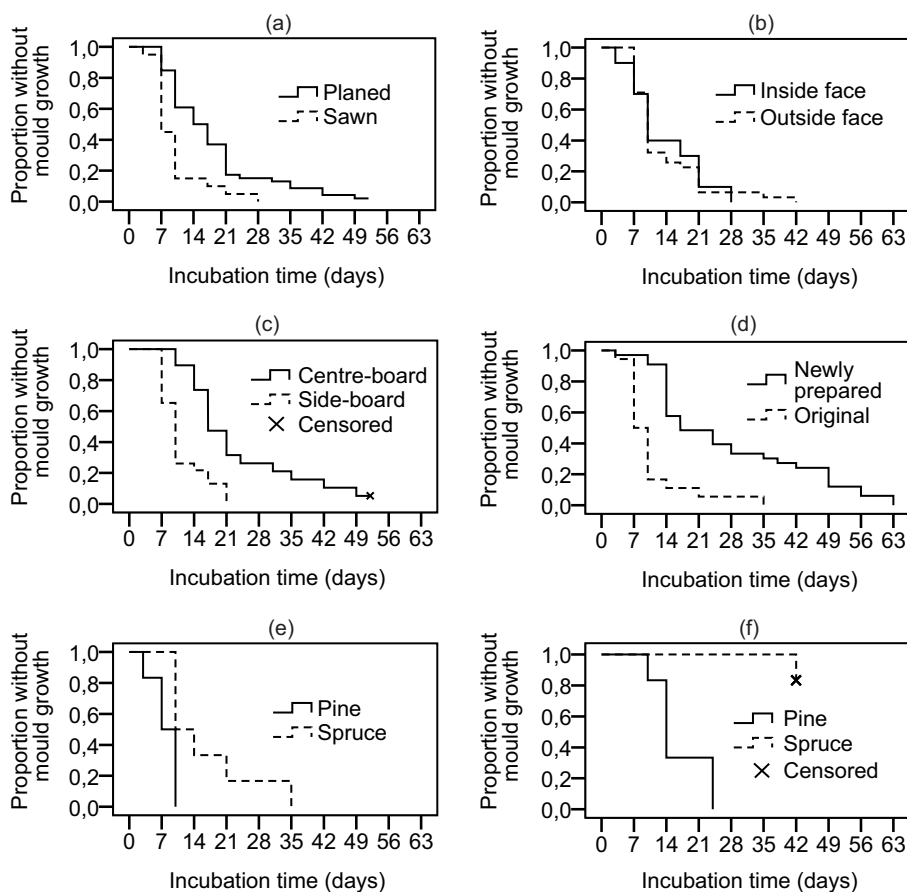 (a)
Proportion without
mould growth
1,0
0,8
0,6
0,4
0,2
0,0
Planed
Sawn
0 7 14 21 28 35 42 49 56 63
Incubation time (days)
(b)
Proportion without
mould growth
1,0
0,8
0,6
0,4
0,2
0,0
Inside face
Outside face
0 7 14 21 28 35 42 49 56 63
Incubation time (days)
(c)
Proportion without
mould growth
1,0
0,8
0,6
0,4
0,2
0,0
Centre-board
Side-board
Censored
0 7 14 21 28 35 42 49 56 63
Incubation time (days)
(d)
Proportion without
mould growth
1,0
0,8
0,6
0,4
0,2
0,0
Newly
prepared
Original
0 7 14 21 28 35 42 49 56 63
Incubation time (days)
(e)
Proportion without
mould growth
1,0
0,8
0,6
0,4
0,2
0,0
Pine
Spruce
0 7 14 21 28 35 42 49 56 63
Incubation time (days)
(f)
Proportion without
mould growth
1,0
0,8
0,6
0,4
0,2
0,0
Pine
Spruce
Censored
0 7 14 21 28 35 42 49 56 63
Incubation time (days)